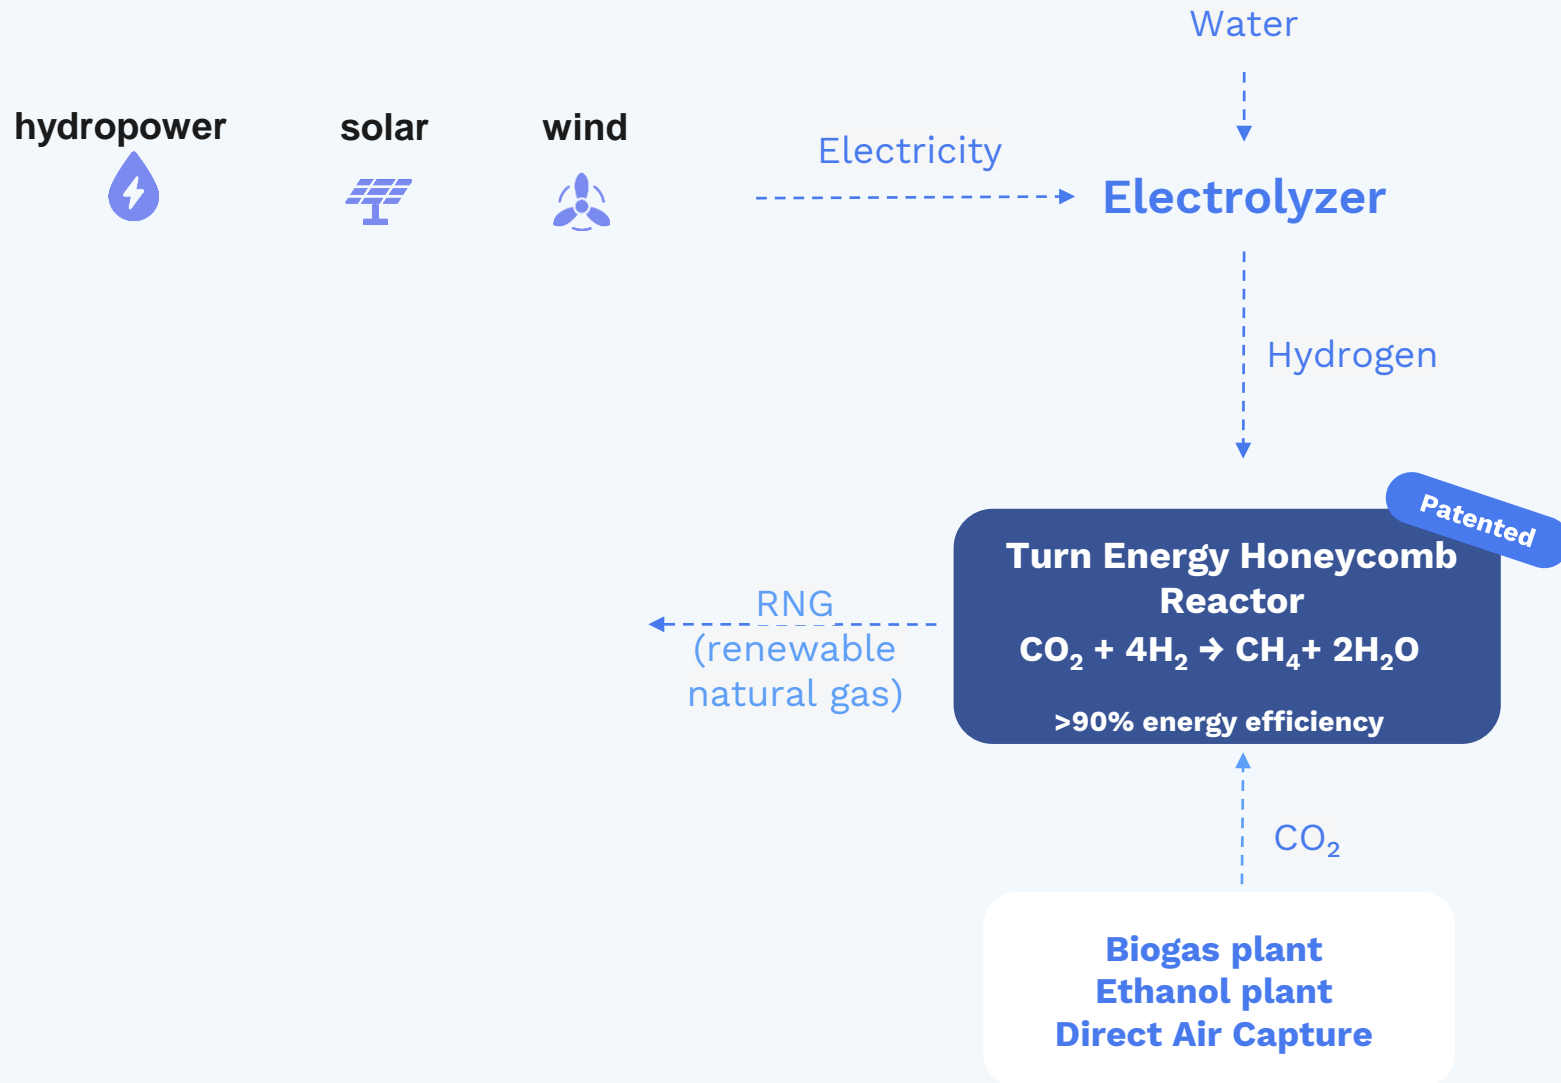 Water
hydropower
solar
wind
Electricity
Electrolyzer
Hydrogen
Patented
Turn Energy Honeycomb
Reactor
CO₂ + 4H₂ → CH₄+ 2H₂O
>90% energy efficiency
RNG
(renewable
natural gas)
CO₂
Biogas plant
Ethanol plant
Direct Air Capture